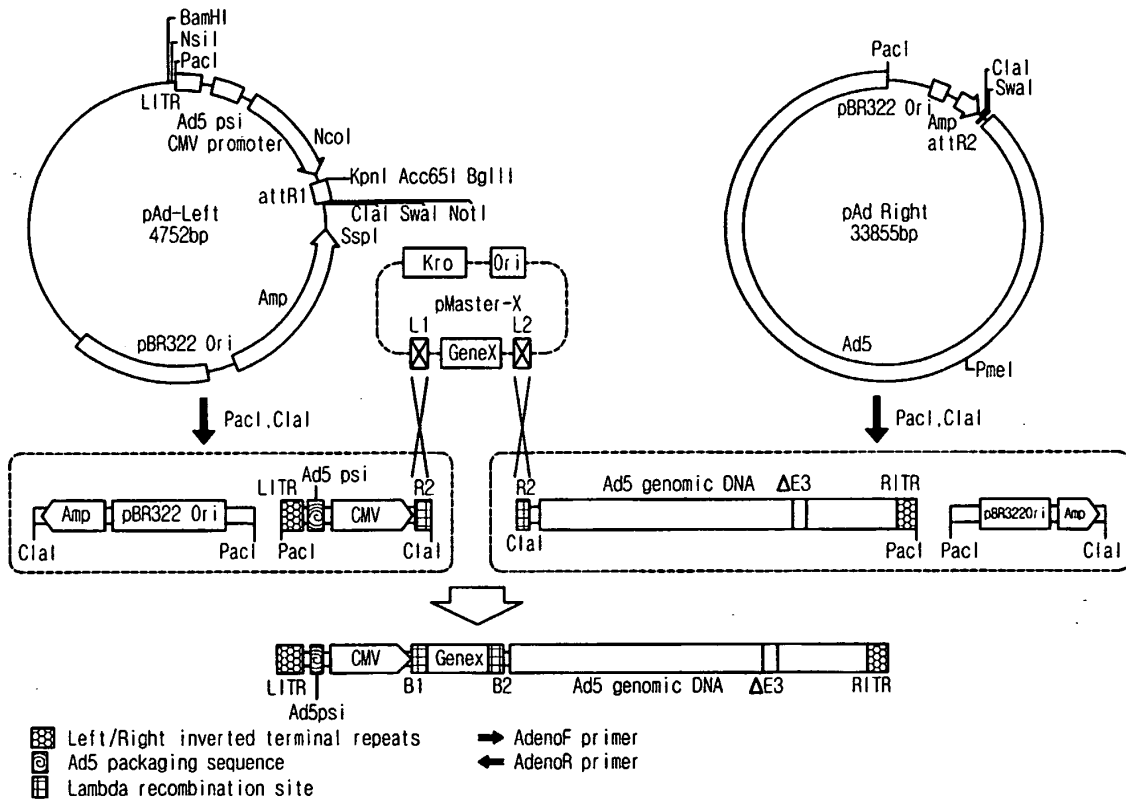 BamHI
NsiI
PacI
LITR
Ad5 psi
CMV promoter
NcoI
KpnI Acc65I BglII
attR1
ClaI SwaI NotI
SspI
pAd-Left
4752bp
Amp
pBR322 Ori
PacI
ClaI
SwaI
pBR322 Ori
Amp
attR2
pAd Right
33855bp
Ad5
PmeI
Kro
Ori
pMaster-X
L1
L2
GeneX
PacI,ClaI
PacI,ClaI
Ad5 psi
LITR
R2
Amp
pBR322 Ori
CMV
ClaI
PacI
PacI
ClaI
R2
Ad5 genomic DNA
ΔE3
RITR
p8R322Ori
Amp
ClaI
PacI
PacI
ClaI
CMV
Genex
LITR
B1
B2
Ad5 genomic DNA
ΔE3
RITR
Ad5psi
Left/Right inverted terminal repeats
AdenoF primer
Ad5 packaging sequence
AdenoR primer
Lambda recombination site